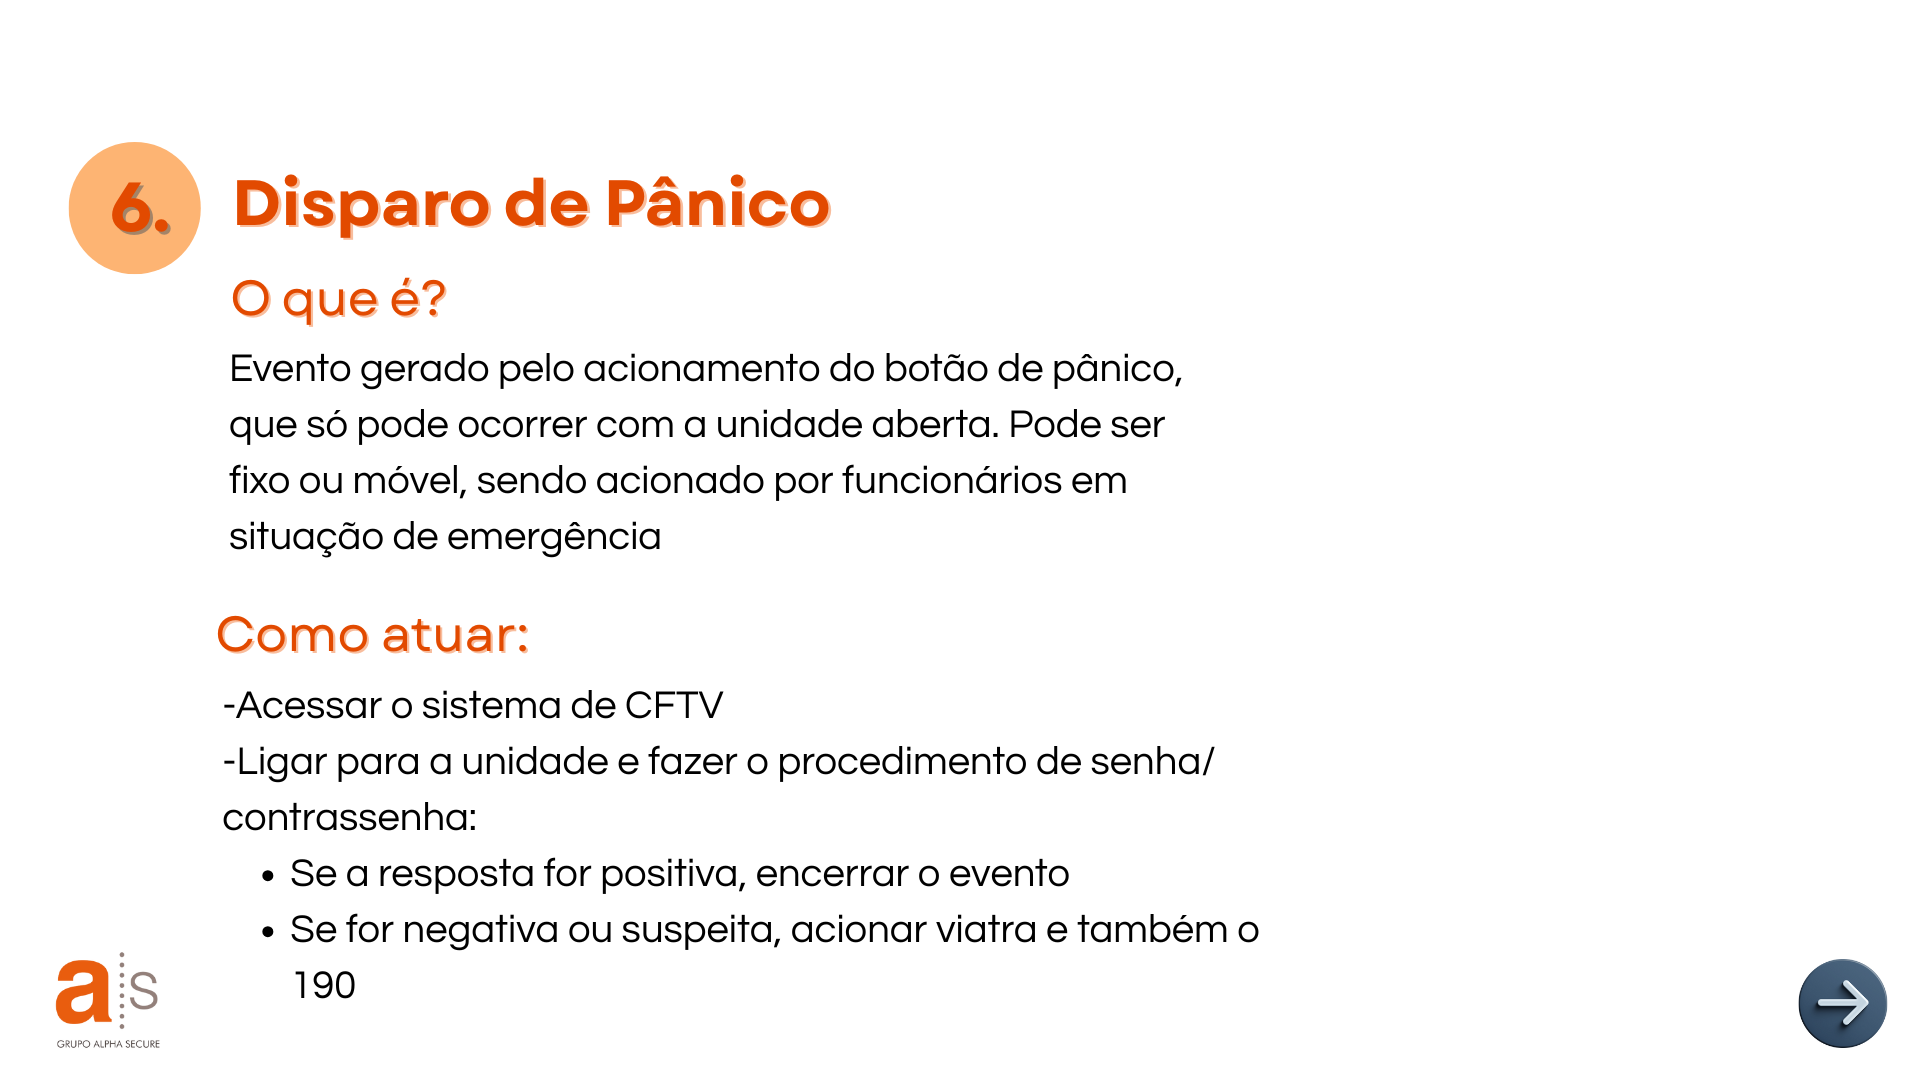 6.
Disparo de Pânico
O que é?
Evento gerado pelo acionamento do botão de pânico,
que só pode ocorrer com a unidade aberta. Pode ser
fixo ou móvel, sendo acionado por funcionários em
situação de emergência
Como atuar:
-Acessar o sistema de CFTV
-Ligar para a unidade e fazer o procedimento de senha/
contrassenha:
• Se a resposta for positiva, encerrar o evento
• Se for negativa ou suspeita, acionar viatra e também o
190
a s
GRUPO ALPHA SECURE